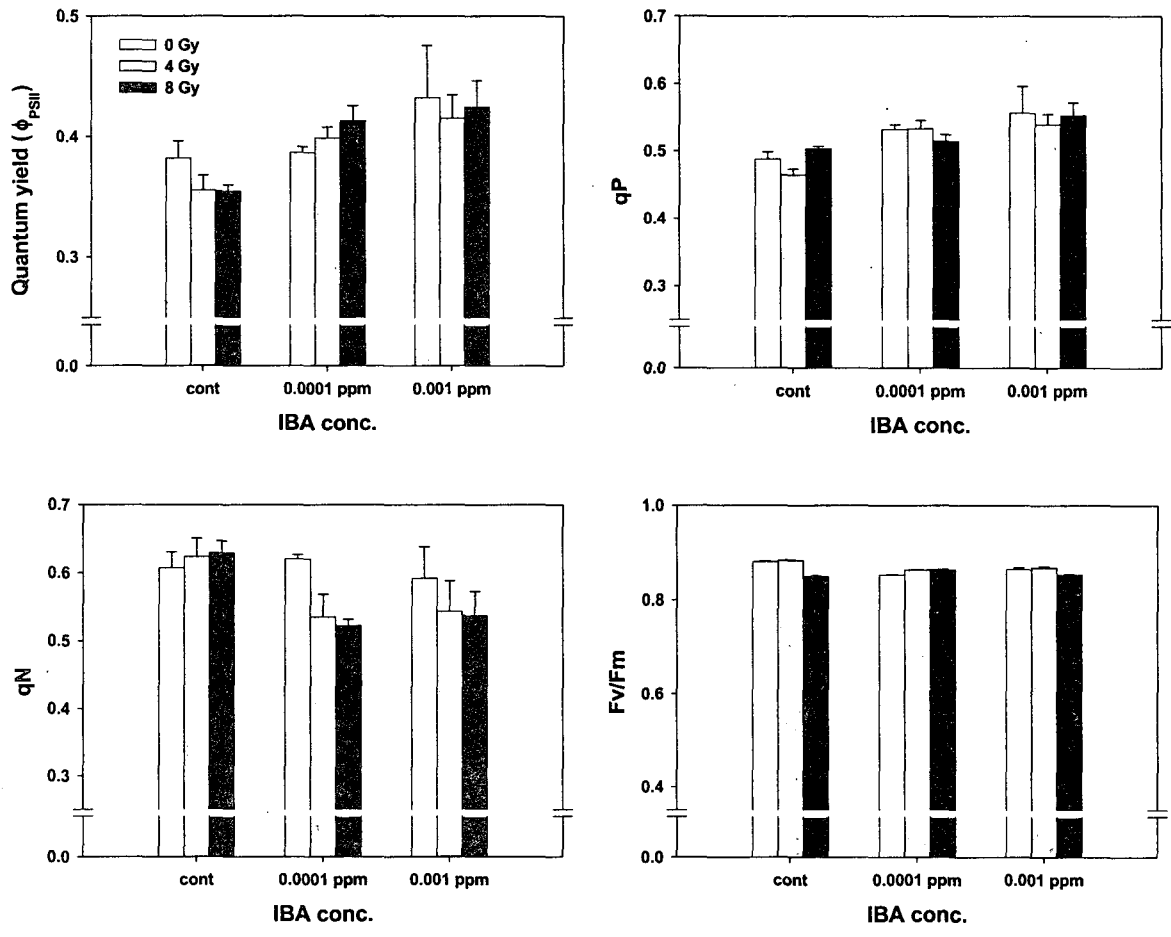 0.5
0.4
0.3
0.0
Quantum yield (ϕPSII)
0 Gy
4 Gy
8 Gy
cont
0.0001 ppm
0.001 ppm
IBA conc.
0.7
0.6
0.5
0.4
0.3
0.0
qP
cont
0.0001 ppm
0.001 ppm
IBA conc.
0.7
0.6
0.5
0.4
0.3
0.0
qN
cont
0.0001 ppm
0.001 ppm
IBA conc.
1.0
0.8
0.6
0.4
0.0
Fv/Fm
cont
0.0001 ppm
0.001 ppm
IBA conc.